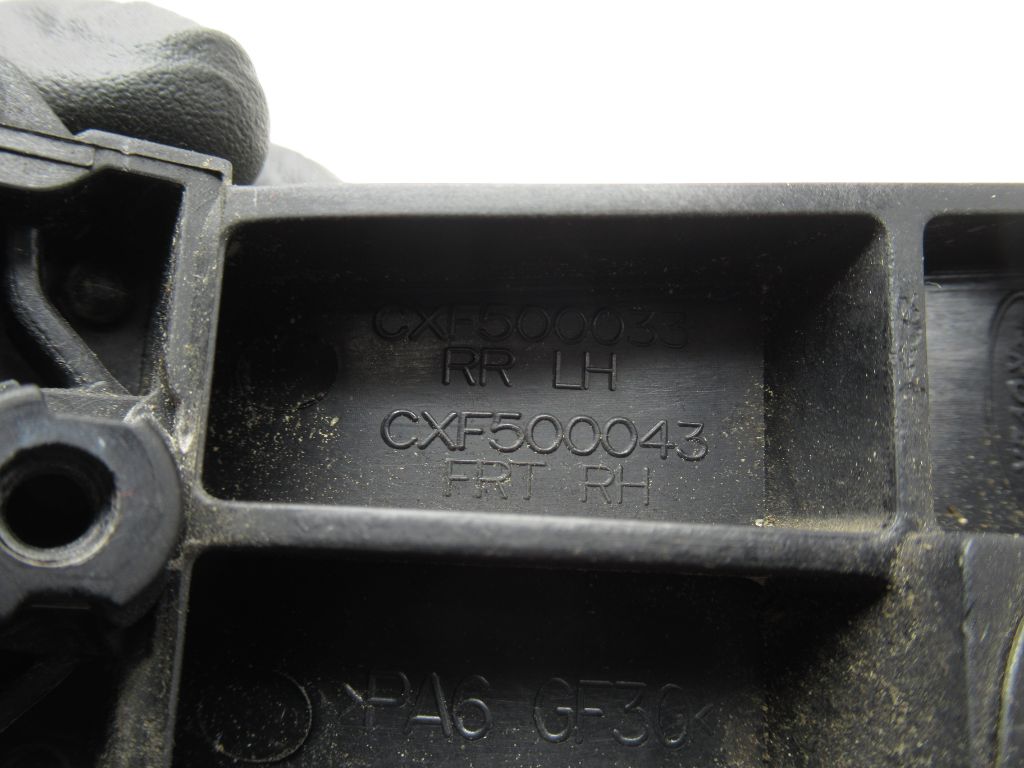 CXF500033
RR LH
CXF500043
FRT RH
>PA6 GF30<